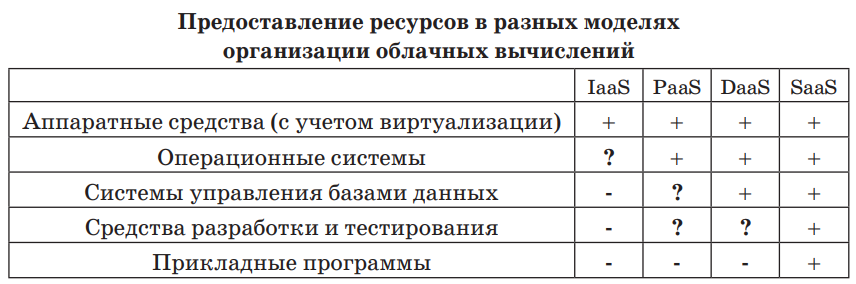 Предоставление ресурсов в разных моделях
организации облачных вычислений
IaaS PaaS DaaS SaaS
Аппаратные средства (с учетом виртуализации) + + + +
Операционные системы ? + + +
Системы управления базами данных - ? + +
Средства разработки и тестирования - ? ? +
Прикладные программы - - - +